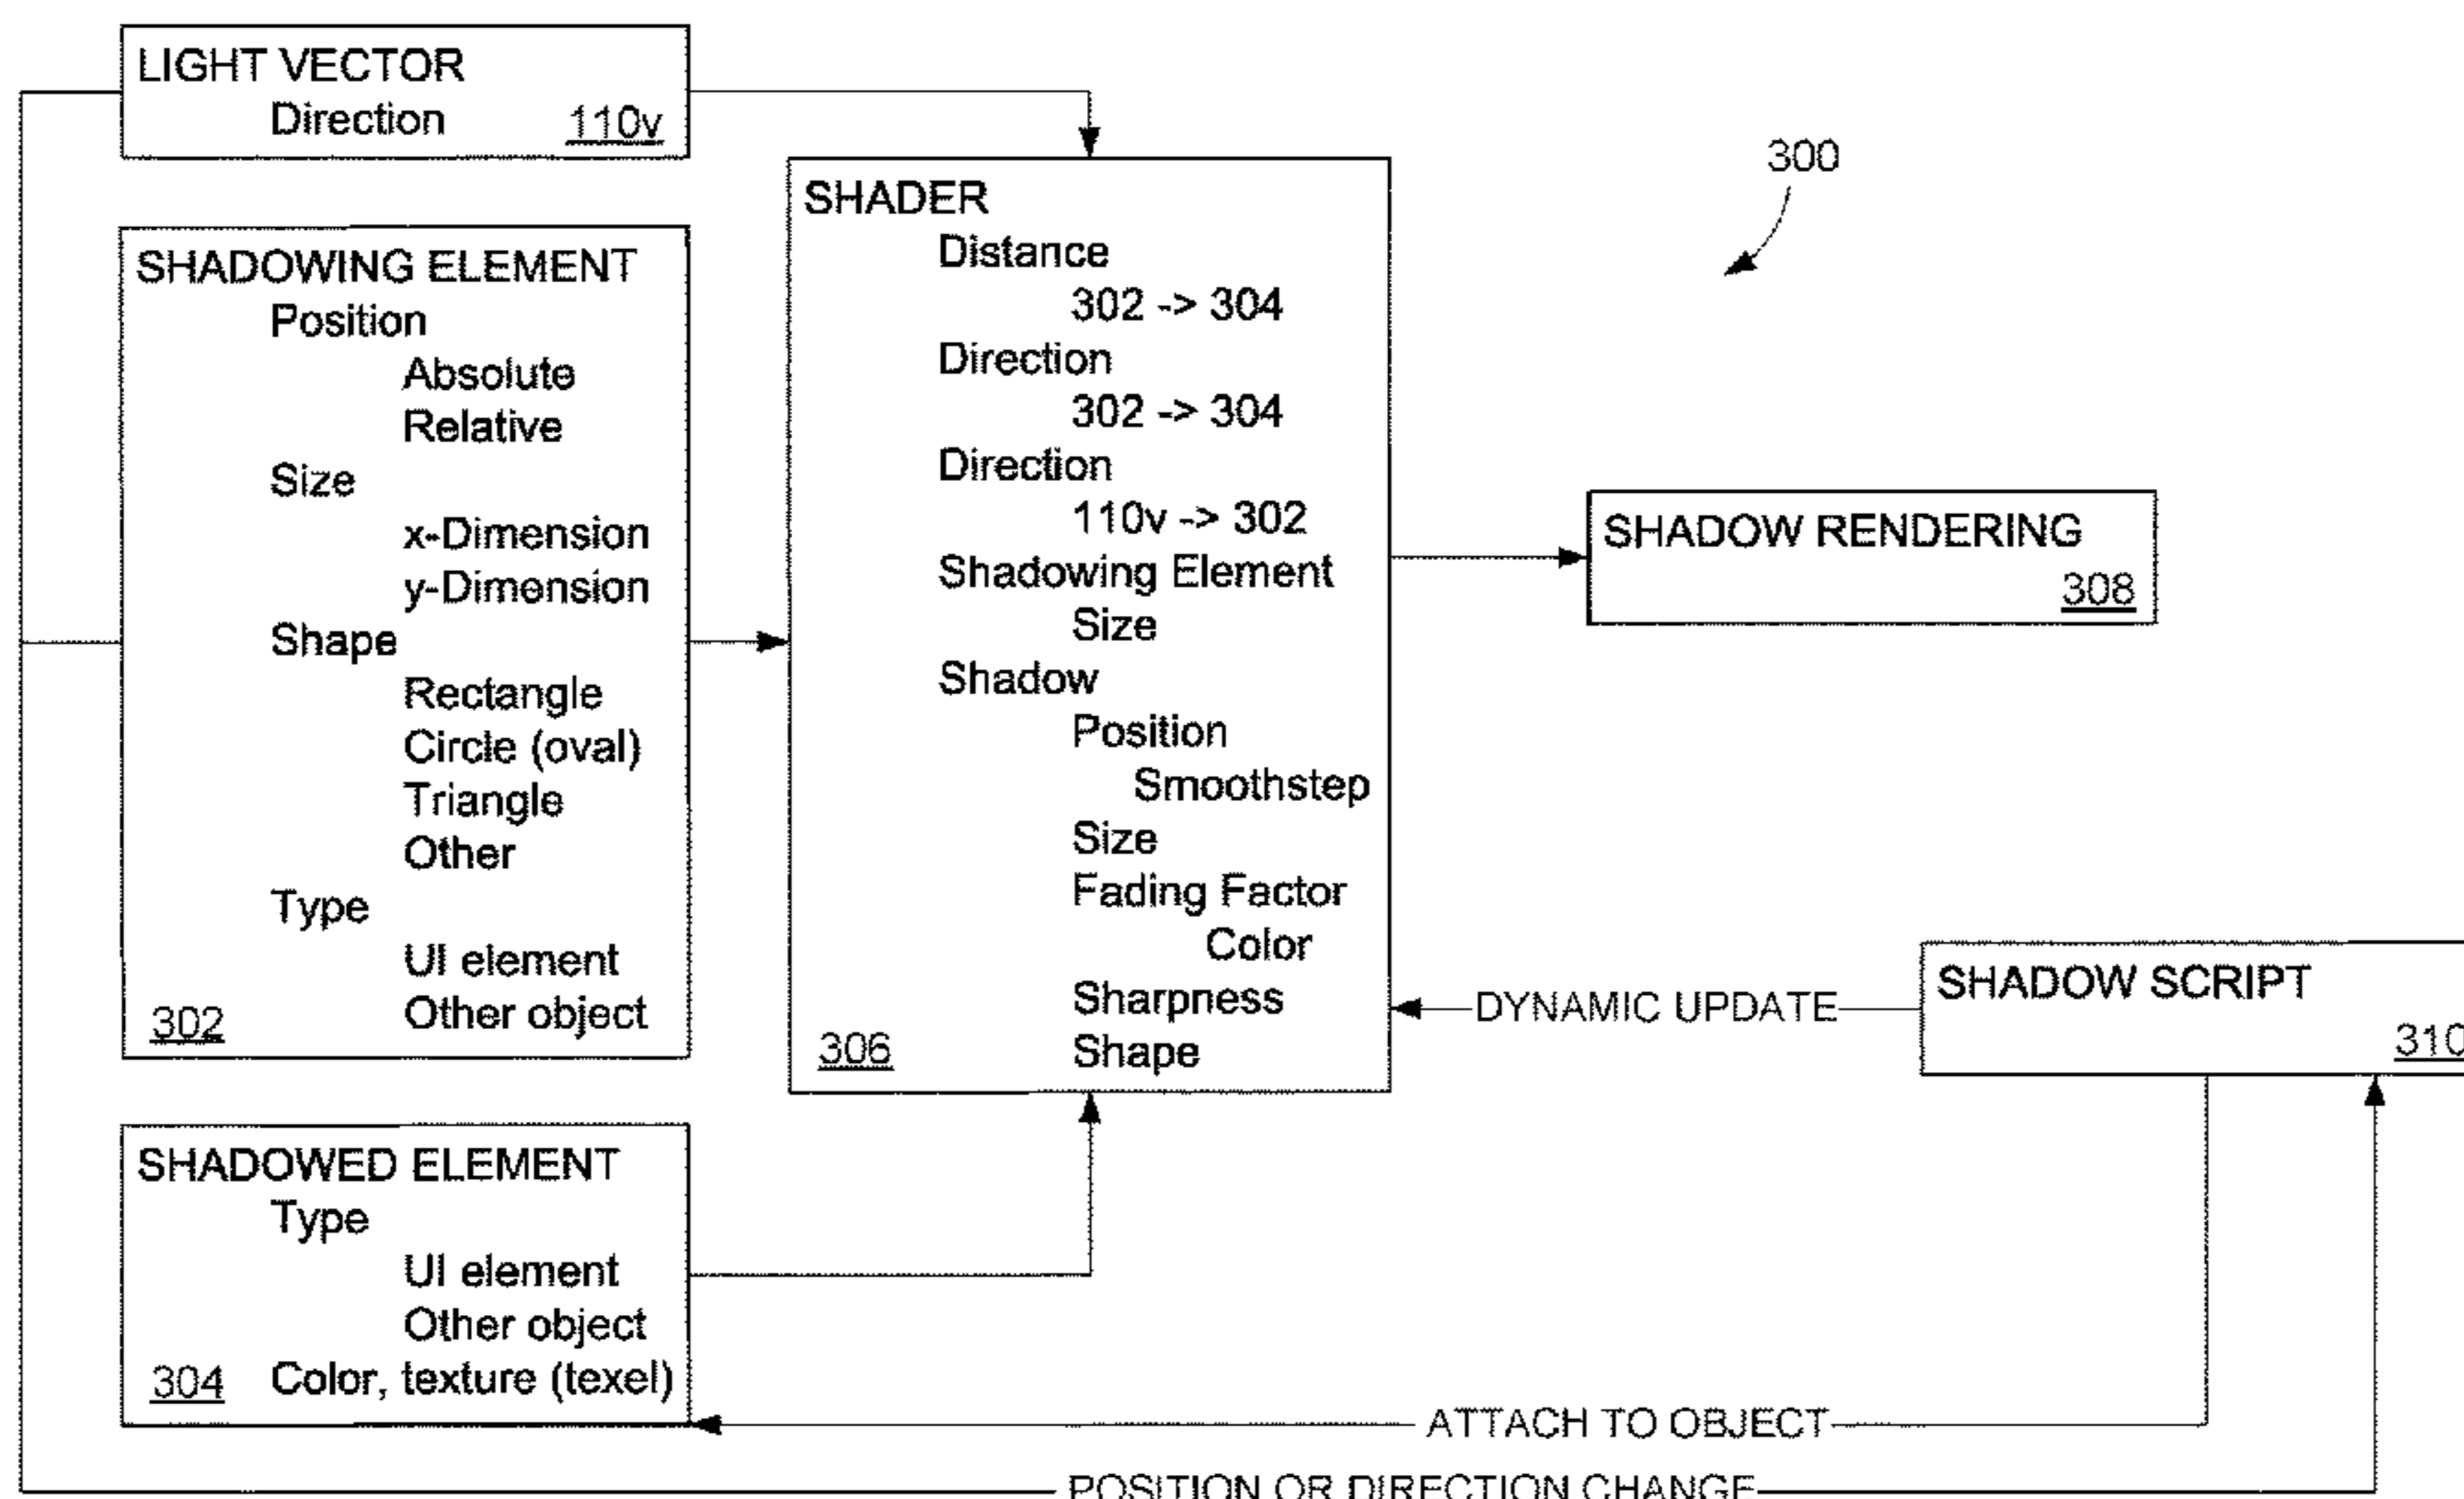 LIGHT VECTOR
Direction
110v
SHADOWING ELEMENT
Position
Absolute
Relative
Size
x-Dimension
y-Dimension
Shape
Rectangle
Circle (oval)
Triangle
Other
Type
UI element
Other object
302
SHADOWED ELEMENT
Type
UI element
Other object
304
Color, texture (texel)
SHADER
Distance
302 -> 304
Direction
302 -> 304
Direction
110v -> 302
Shadowing Element
Size
Shadow
Position
Smoothstep
Size
Fading Factor
Color
Sharpness
306
Shape
300
SHADOW RENDERING
308
DYNAMIC UPDATE
SHADOW SCRIPT
310
ATTACH TO OBJECT
POSITION OR DIRECTION CHANGE